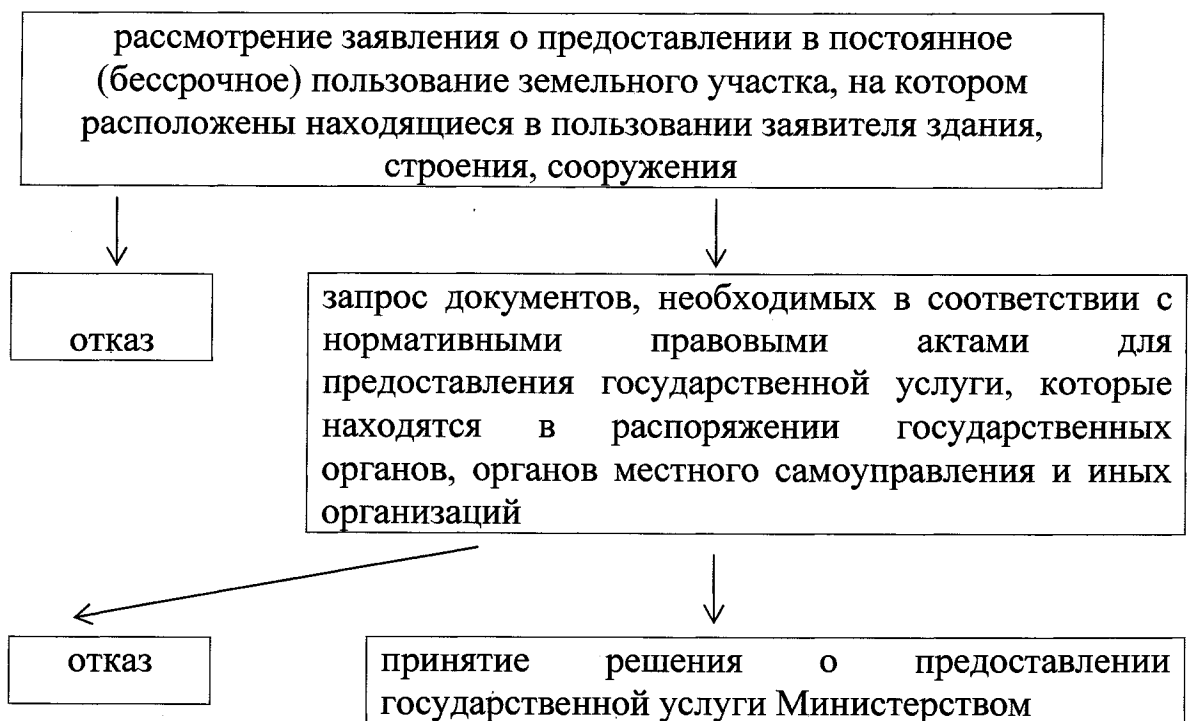 рассмотрение заявления о предоставлении в постоянное
(бессрочное) пользование земельного участка, на котором
расположены находящиеся в пользовании заявителя здания,
строения, сооружения
отказ
запрос документов, необходимых в соответствии с
нормативными правовыми актами для
предоставления государственной услуги, которые
находятся в распоряжении государственных
органов, органов местного самоуправления и иных
организаций
отказ
принятие решения о предоставлении
государственной услуги Министерством